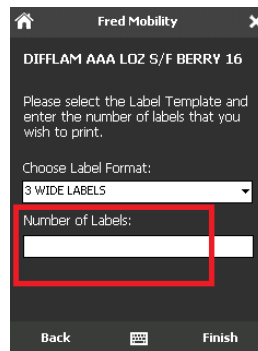 Fred Mobility
DIFFLAM AAA LOZ S/F BERRY 16
Please select the Label Template and
enter the number of labels that you
wish to print.
Choose Label Format:
3 WIDE LABELS
Number of Labels:
Back
Finish